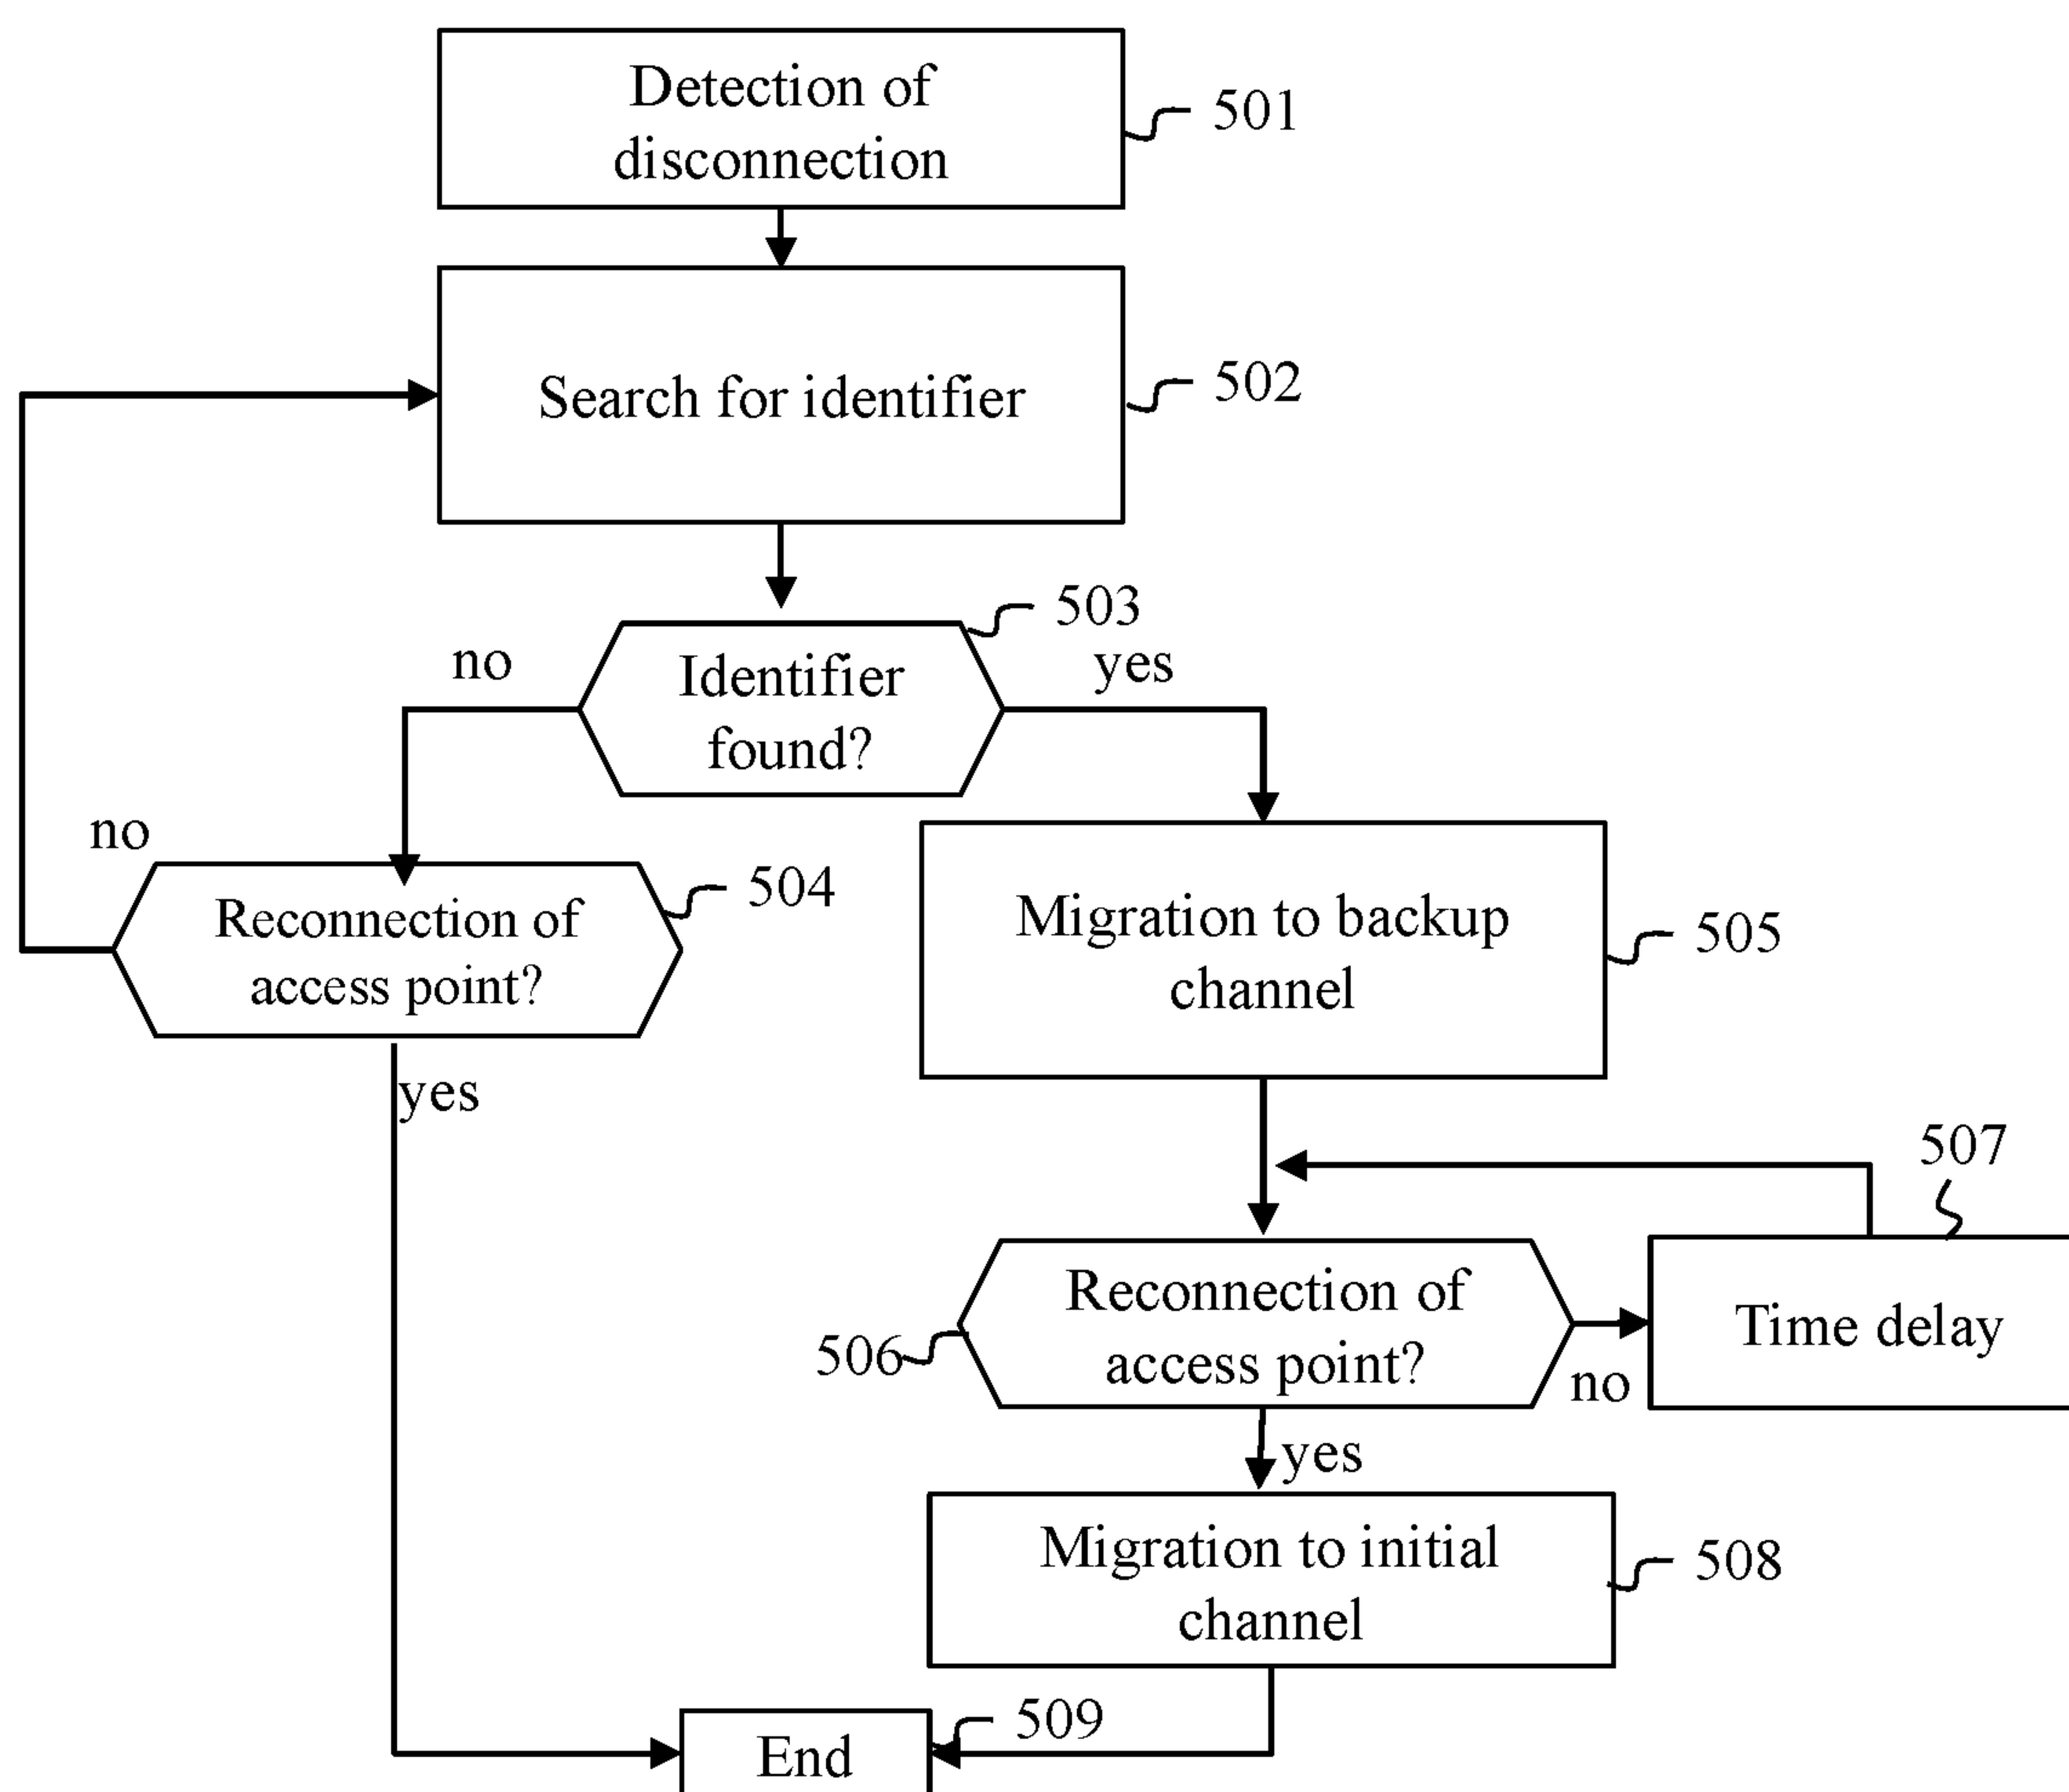 Detection of
disconnection
501
Search for identifier
502
503
no
yes
Identifier
found?
no
504
Reconnection of
access point?
Migration to backup
channel
505
yes
507
Reconnection of
access point?
506
no
Time delay
yes
Migration to initial
channel
508
509
End